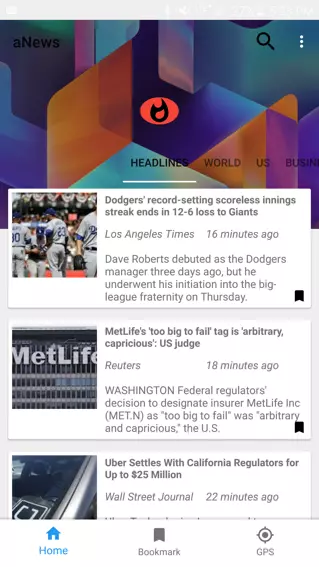 aNews
HEADLINES WORLD US BUSIN
Dodgers' record-setting scoreless innings
streak ends in 12-6 loss to Giants
Los Angeles Times 16 minutes ago
Dave Roberts debuted as the Dodgers
manager three days ago, but he
underwent his initiation into the big-
league fraternity on Thursday.
MetLife's 'too big to fail' tag is 'arbitrary,
capricious': US judge
MetLife
Reuters 18 minutes ago
WASHINGTON Federal regulators'
decision to designate insurer MetLife Inc
(MET.N) as "too big to fail" was "arbitrary
and capricious," the U.S.
Uber Settles With California Regulators for
Up to $25 Million
Wall Street Journal 22 minutes ago
Home
Bookmark
GPS